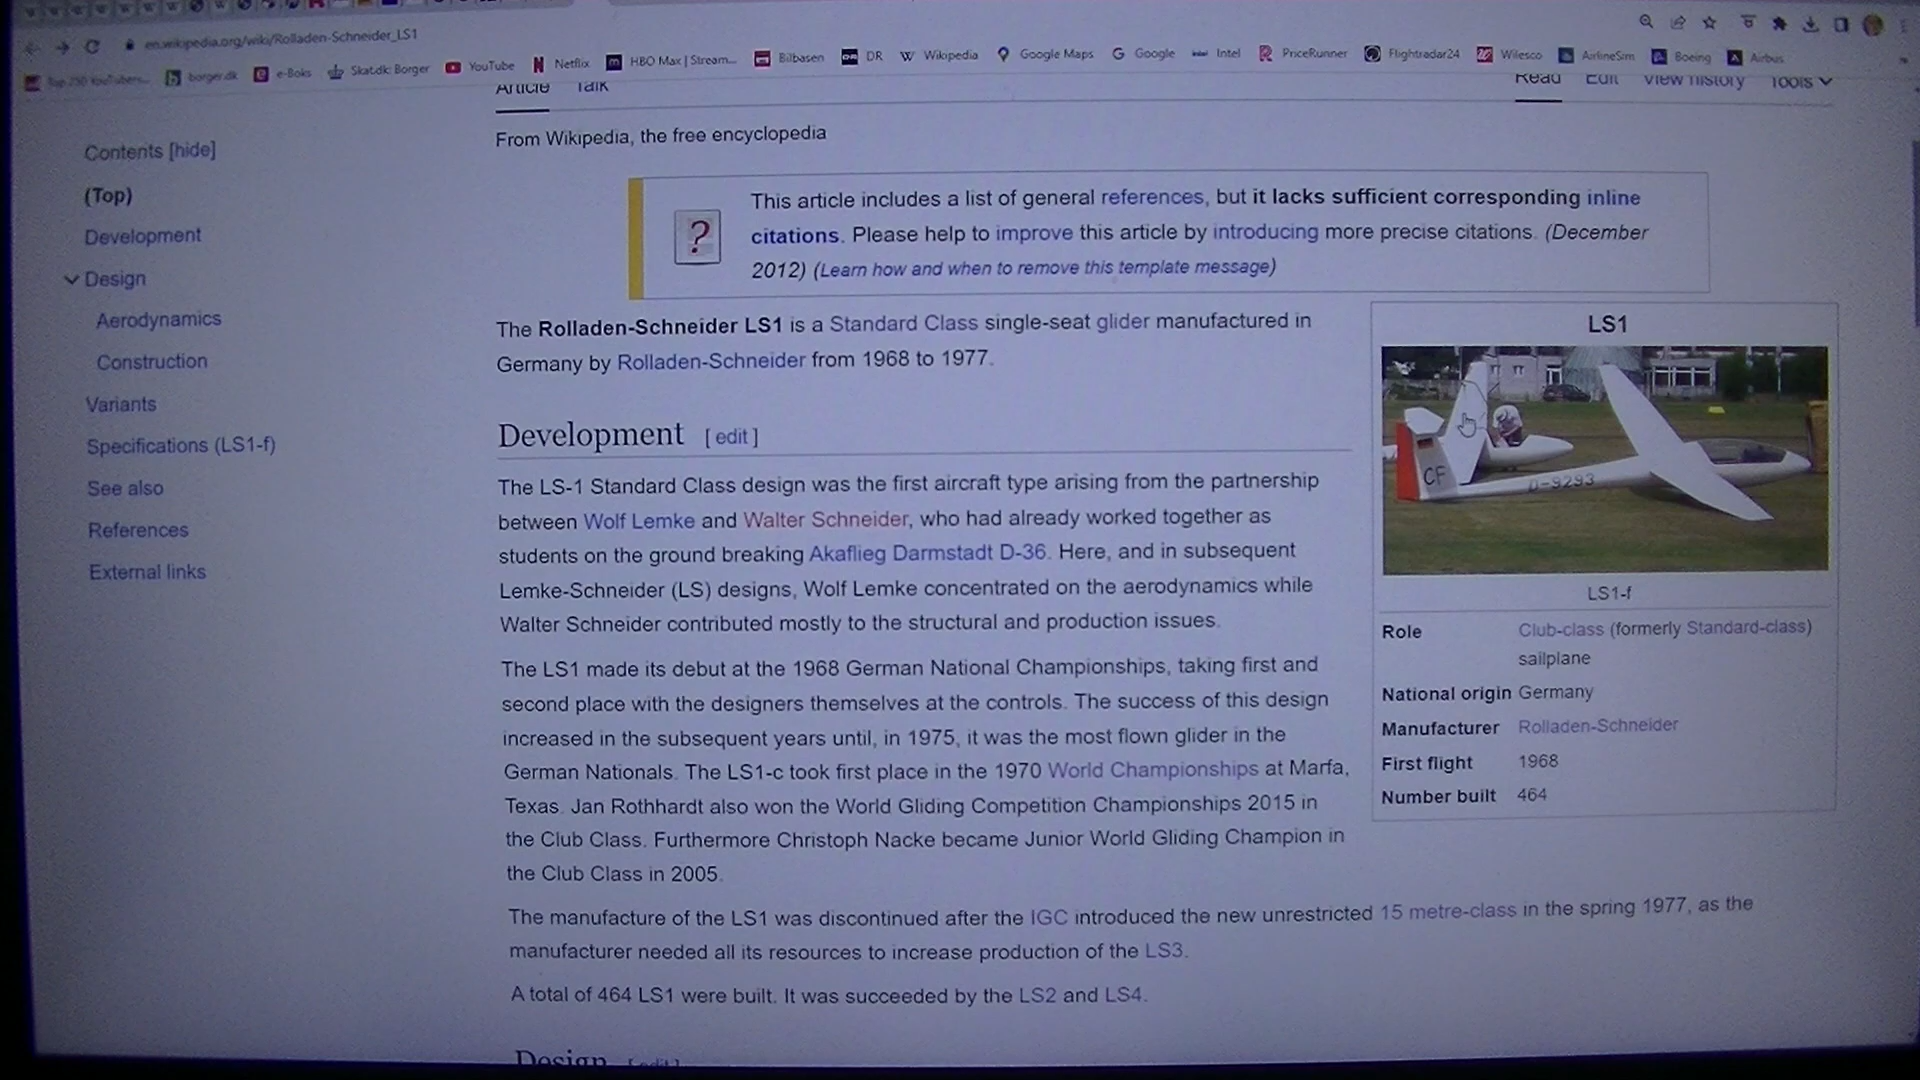 en.wikipedia.org/wiki/Rolladen-Schneider_LS1
borger.dk e-Boks Skat.dk: Borger YouTube Netflix HBO Max | Stream... Bilbasen DR Wikipedia Google Maps Google Intel PriceRunner Flightradar24 Wilesco AirlineSim Boeing Airbus
Article Talk Read Edit View history Tools
From Wikipedia, the free encyclopedia
Contents [hide]
(Top)
Development
Design
Aerodynamics
Construction
Variants
Specifications (LS1-f)
See also
References
External links
This article includes a list of general references, but it lacks sufficient corresponding inline
citations. Please help to improve this article by introducing more precise citations. (December
2012) (Learn how and when to remove this template message)
The Rolladen-Schneider LS1 is a Standard Class single-seat glider manufactured in
Germany by Rolladen-Schneider from 1968 to 1977.
Development [ edit ]
The LS-1 Standard Class design was the first aircraft type arising from the partnership
between Wolf Lemke and Walter Schneider, who had already worked together as
students on the ground breaking Akaflieg Darmstadt D-36. Here, and in subsequent
Lemke-Schneider (LS) designs, Wolf Lemke concentrated on the aerodynamics while
Walter Schneider contributed mostly to the structural and production issues.
The LS1 made its debut at the 1968 German National Championships, taking first and
second place with the designers themselves at the controls. The success of this design
increased in the subsequent years until, in 1975, it was the most flown glider in the
German Nationals. The LS1-c took first place in the 1970 World Championships at Marfa,
Texas. Jan Rothhardt also won the World Gliding Competition Championships 2015 in
the Club Class. Furthermore Christoph Nacke became Junior World Gliding Champion in
the Club Class in 2005.
The manufacture of the LS1 was discontinued after the IGC introduced the new unrestricted 15 metre-class in the spring 1977, as the
manufacturer needed all its resources to increase production of the LS3.
A total of 464 LS1 were built. It was succeeded by the LS2 and LS4.
Design [ edit ]
LS1
CF
D-9293
LS1-f
Role Club-class (formerly Standard-class)
sailplane
National origin Germany
Manufacturer Rolladen-Schneider
First flight 1968
Number built 464